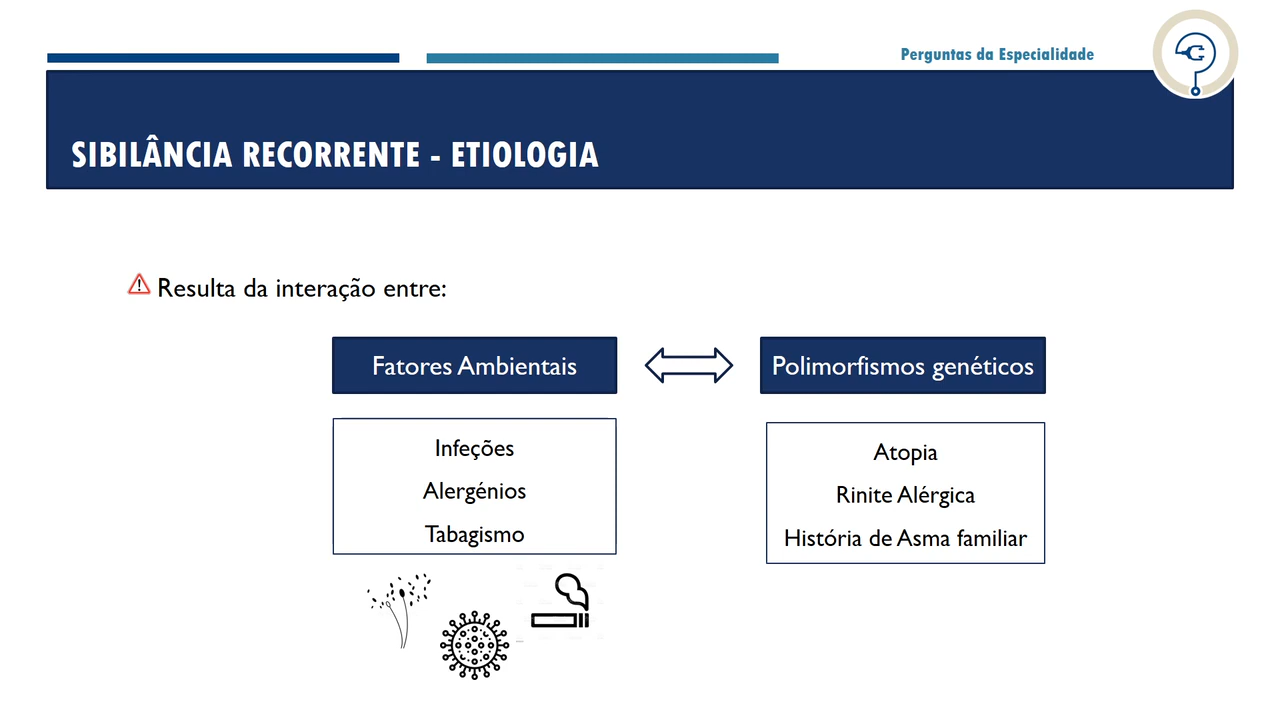 Perguntas da Especialidade
SIBILÂNCIA RECORRENTE - ETIOLOGIA
Resulta da interação entre:
Fatores Ambientais
Polimorfismos genéticos
Infeções
Alergénios
Tabagismo
Atopia
Rinite Alérgica
História de Asma familiar